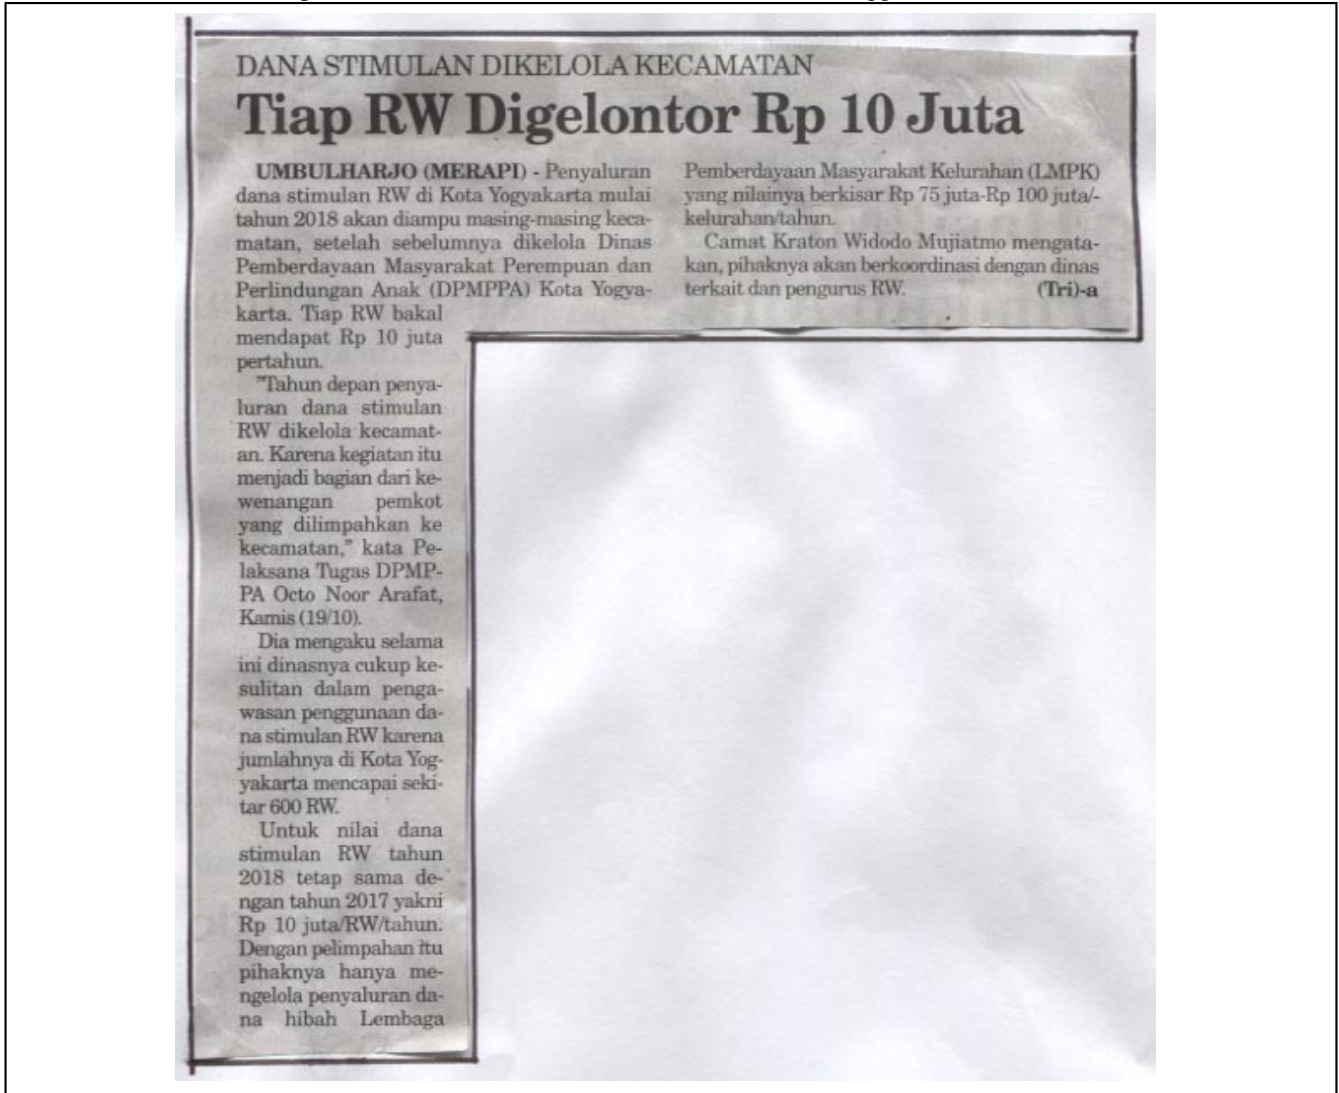 DANA STIMULAN DIKELOLA KECAMATAN
Tiap RW Digelontor Rp 10 Juta
UMBULHARJO (MERAPI) - Penyaluran
dana stimulan RW di Kota Yogyakarta mulai
tahun 2018 akan diampu masing-masing keca-
matan, setelah sebelumnya dikelola Dinas
Pemberdayaan Masyarakat Perempuan dan
Perlindungan Anak (DPMPPA) Kota Yogya-
karta. Tiap RW bakal
mendapat Rp 10 juta
pertahun.
"Tahun depan penya-
luran dana stimulan
RW dikelola kecamat-
an. Karena kegiatan itu
menjadi bagian dari ke-
wenangan pemkot
yang dilimpahkan ke
kecamatan," kata Pe-
laksana Tugas DPMP-
PA Octo Noor Arafat,
Kamis (19/10).
Dia mengaku selama
ini dinasnya cukup ke-
sulitan dalam penga-
wasan penggunaan da-
na stimulan RW karena
jumlahnya di Kota Yog-
yakarta mencapai seki-
tar 600 RW.
Untuk nilai dana
stimulan RW tahun
2018 tetap sama de-
ngan tahun 2017 yakni
Rp 10 juta/RW/tahun.
Dengan pelimpahan itu
pihaknya hanya me-
ngelola penyaluran da-
na hibah Lembaga
Pemberdayaan Masyarakat Kelurahan (LMPK)
yang nilainya berkisar Rp 75 juta-Rp 100 juta/-
kelurahan/tahun.
Camat Kraton Widodo Mujiatmo mengata-
kan, pihaknya akan berkoordinasi dengan dinas
terkait dan pengurus RW. (Tri)-a